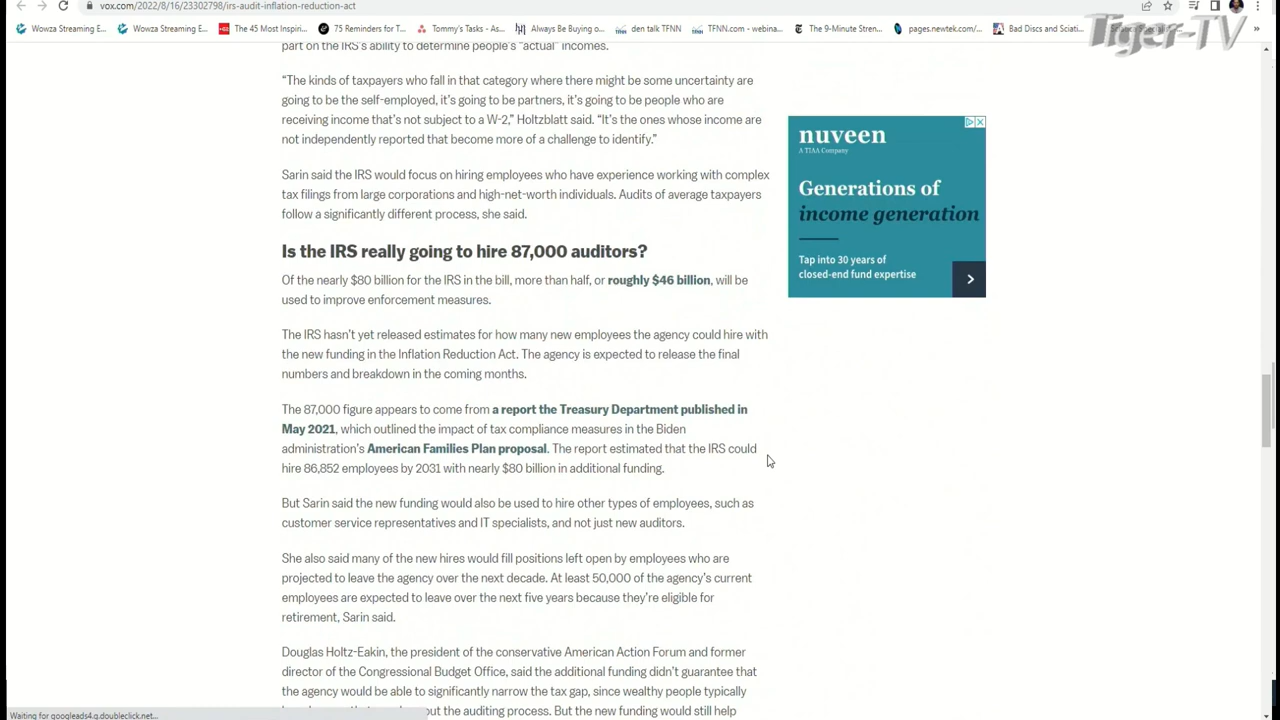 vox.com/2022/8/16/23302798/irs-audit-inflation-reduction-act
Wowza Streaming E... Wowza Streaming E... The 45 Most Inspiri... 75 Reminders for T... Tommy's Tasks - As... Always Be Buying o... den talk TFNN TFNN.com - webina... The 9-Minute Stren... pages.newtek.com/... Bad Discs and Sciati... »
Tiger-TV
part on the IRS's ability to determine people's "actual" incomes.
“The kinds of taxpayers who fall in that category where there might be some uncertainty are
going to be the self-employed, it's going to be partners, it's going to be people who are
receiving income that's not subject to a W-2,” Holtzblatt said. “It's the ones whose income are
not independently reported that become more of a challenge to identify.”
Sarin said the IRS would focus on hiring employees who have experience working with complex
tax filings from large corporations and high-net-worth individuals. Audits of average taxpayers
follow a significantly different process, she said.
Is the IRS really going to hire 87,000 auditors?
Of the nearly $80 billion for the IRS in the bill, more than half, or roughly $46 billion, will be
used to improve enforcement measures.
The IRS hasn't yet released estimates for how many new employees the agency could hire with
the new funding in the Inflation Reduction Act. The agency is expected to release the final
numbers and breakdown in the coming months.
The 87,000 figure appears to come from a report the Treasury Department published in
May 2021, which outlined the impact of tax compliance measures in the Biden
administration's American Families Plan proposal. The report estimated that the IRS could
hire 86,852 employees by 2031 with nearly $80 billion in additional funding.
But Sarin said the new funding would also be used to hire other types of employees, such as
customer service representatives and IT specialists, and not just new auditors.
She also said many of the new hires would fill positions left open by employees who are
projected to leave the agency over the next decade. At least 50,000 of the agency's current
employees are expected to leave over the next five years because they're eligible for
retirement, Sarin said.
Douglas Holtz-Eakin, the president of the conservative American Action Forum and former
director of the Congressional Budget Office, said the additional funding didn't guarantee that
the agency would be able to significantly narrow the tax gap, since wealthy people typically
out the auditing process. But the new funding would still help
nuveen
A TIAA Company
Generations of
income generation
Tap into 30 years of
closed-end fund expertise
Waiting for googleads4.g.doubleclick.net...